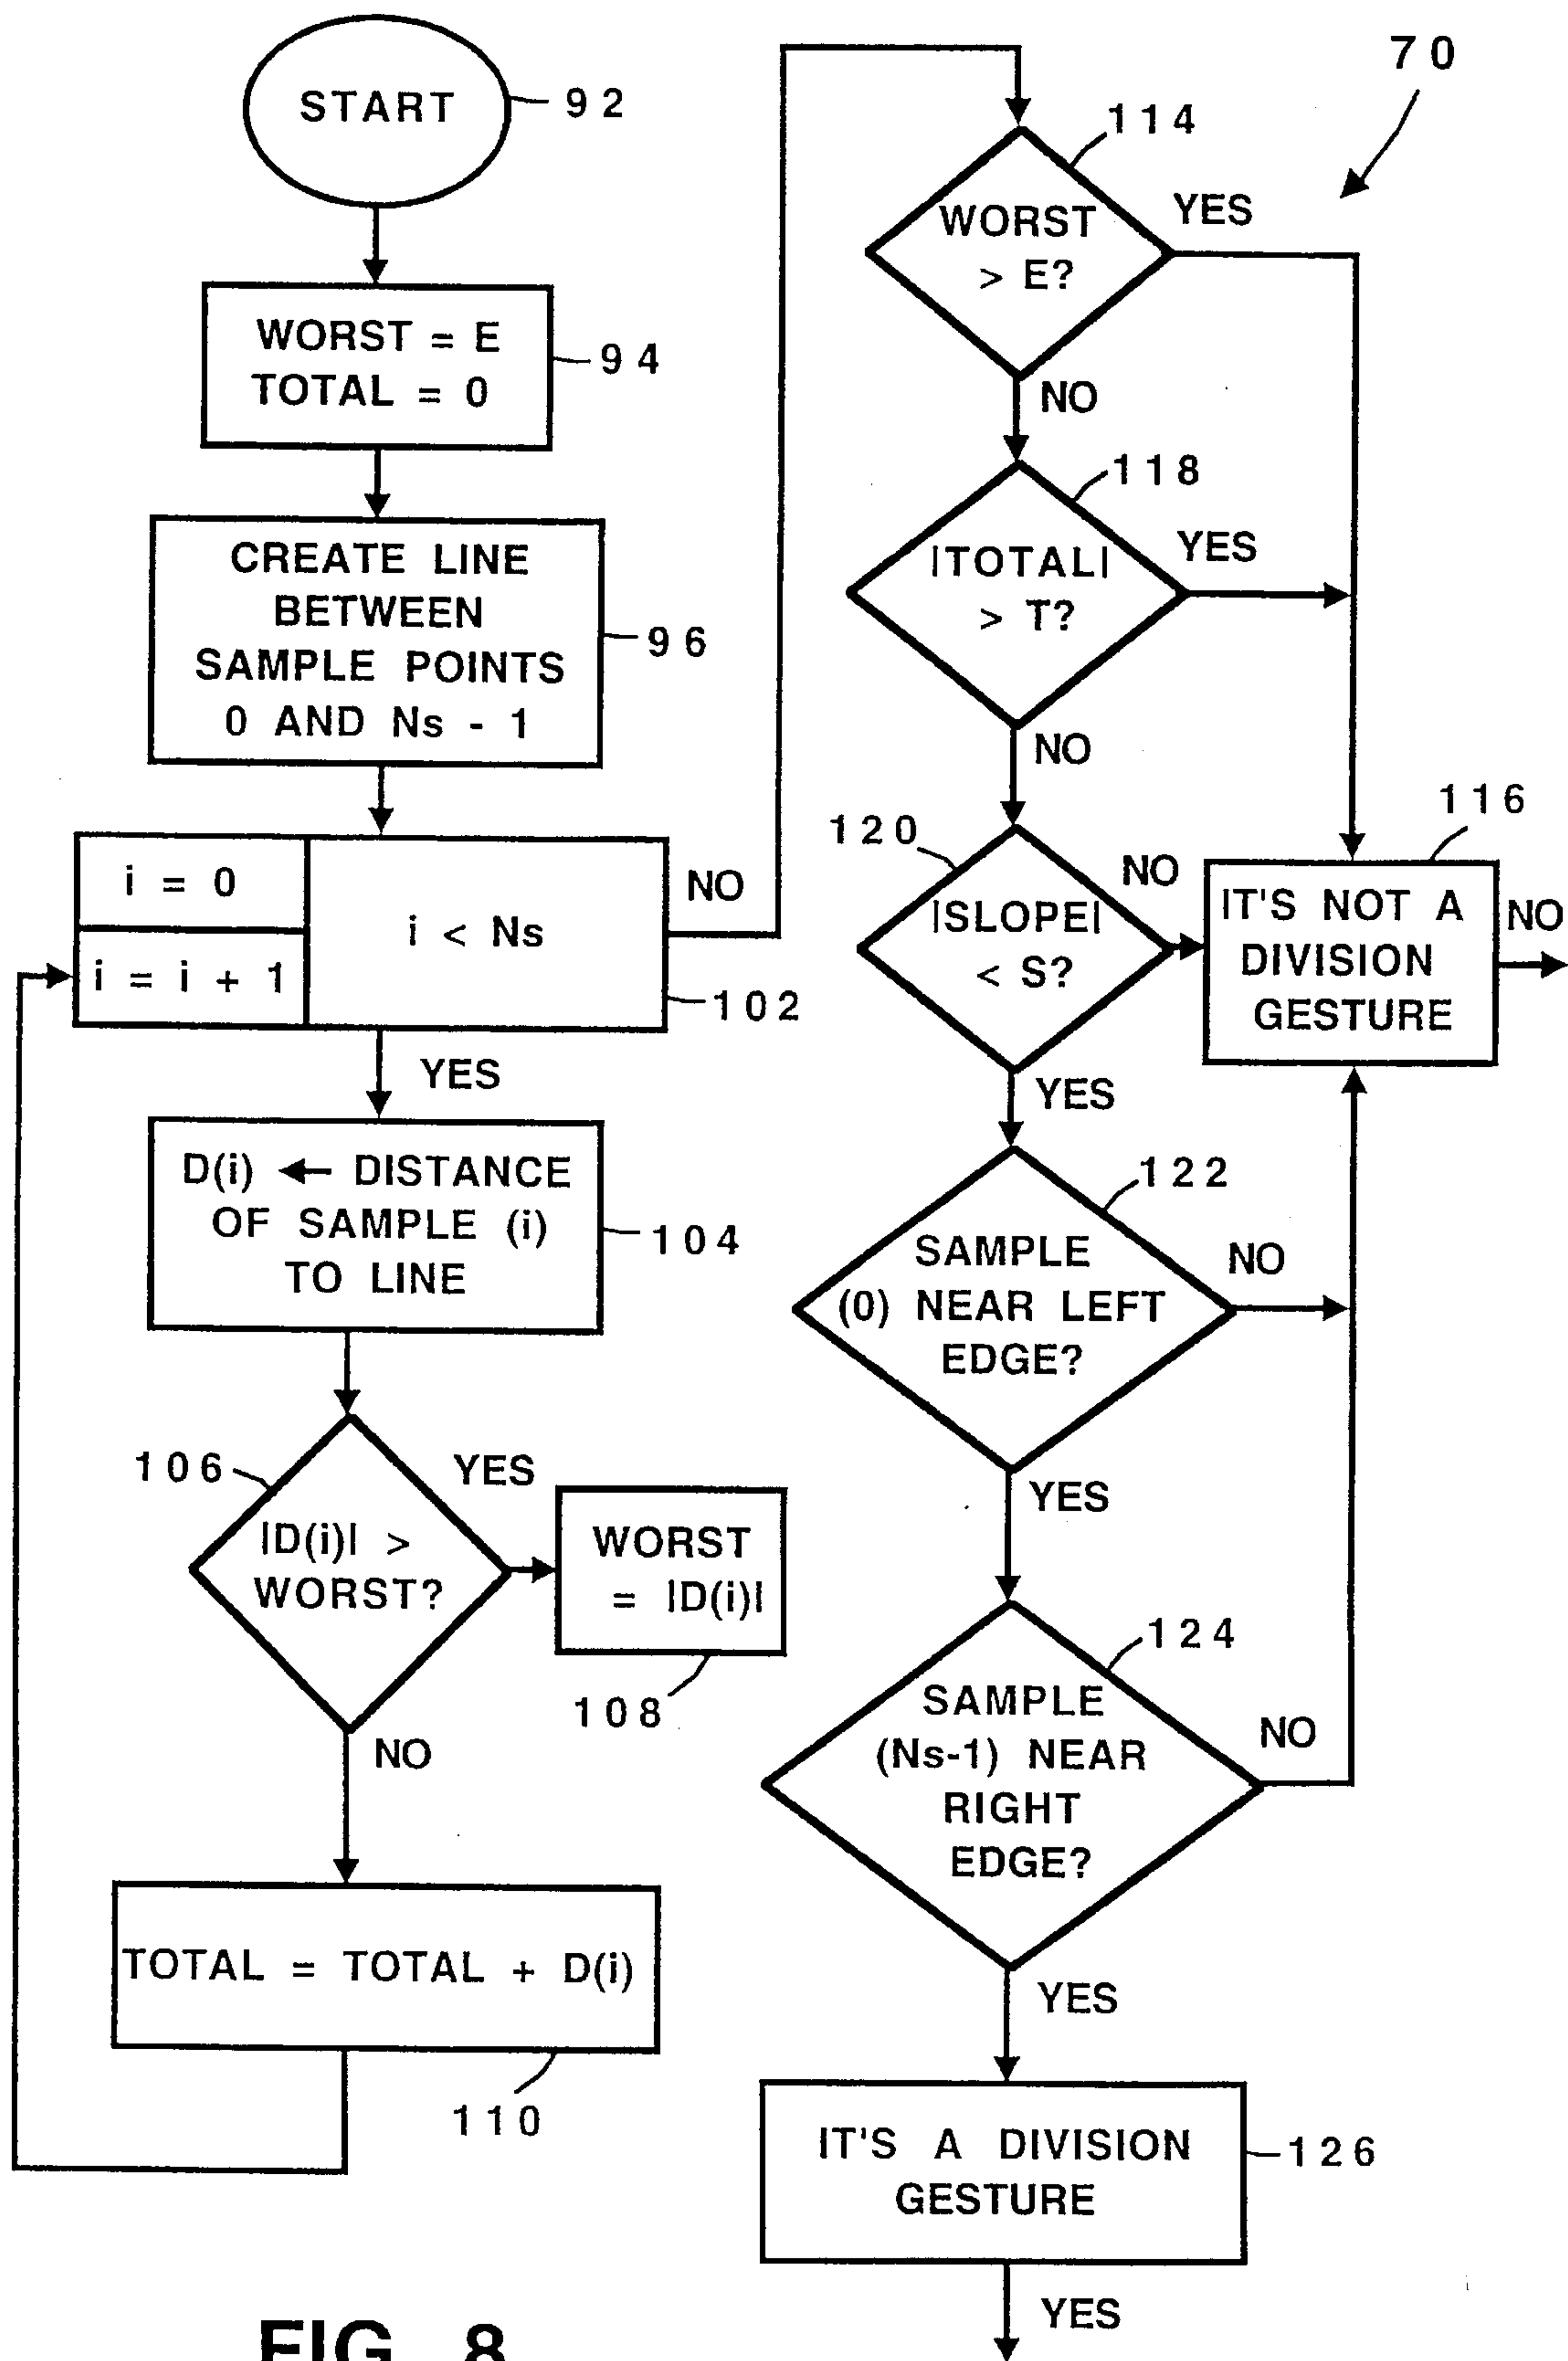 START
92
WORST = E
TOTAL = 0
94
CREATE LINE
BETWEEN
SAMPLE POINTS
0 AND Ns - 1
96
i = 0
i = i + 1
i < Ns
NO
102
YES
D(i) ← DISTANCE
OF SAMPLE (i)
TO LINE
104
106
|D(i)| >
WORST?
YES
WORST
= |D(i)|
108
NO
TOTAL = TOTAL + D(i)
110
70
114
WORST
> E?
YES
NO
118
|TOTAL|
> T?
YES
NO
120
|SLOPE|
< S?
NO
116
IT'S NOT A
DIVISION
GESTURE
NO
YES
122
SAMPLE
(0) NEAR LEFT
EDGE?
NO
YES
124
SAMPLE
(Ns-1) NEAR
RIGHT
EDGE?
NO
YES
IT'S A DIVISION
GESTURE
126
YES
FIG. 8